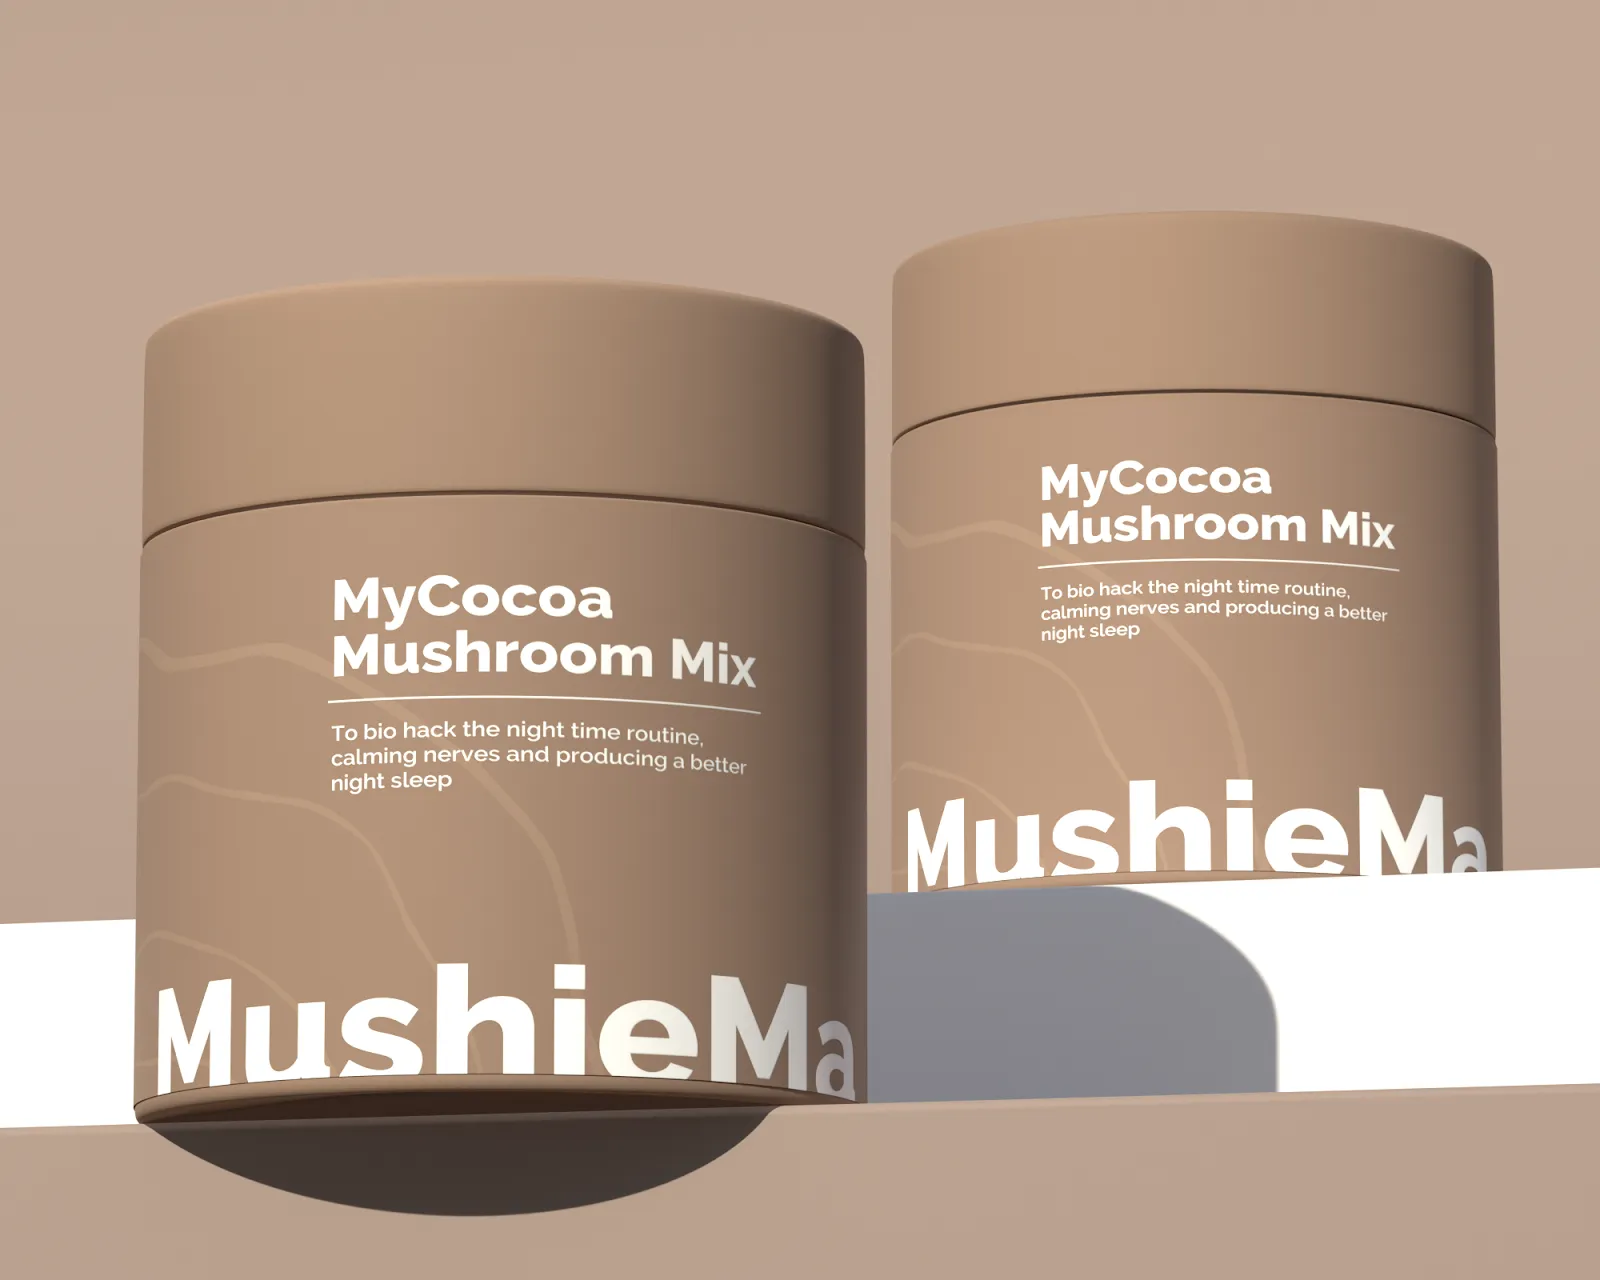 MyCocoa
Mushroom Mix
To bio hack the night time routine,
calming nerves and producing a better
night sleep
MushieMa
MyCocoa
Mushroom Mix
To bio hack the night time routine,
calming nerves and producing a better
night sleep
MushieMa